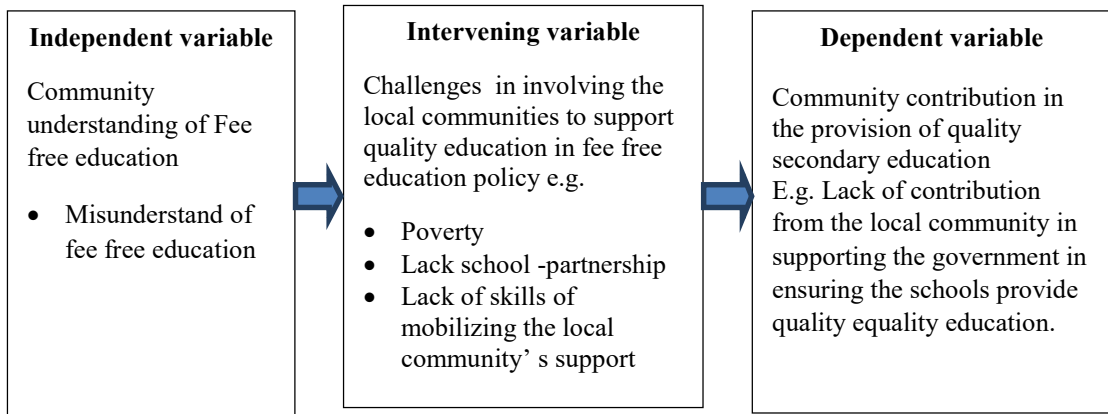 Independent variable
Community
understanding of Fee
free education
• Misunderstand of
fee free education
Intervening variable
Challenges in involving the
local communities to support
quality education in fee free
education policy e.g.
• Poverty
• Lack school -partnership
• Lack of skills of
mobilizing the local
community’ s support
Dependent variable
Community contribution in
the provision of quality
secondary education
E.g. Lack of contribution
from the local community in
supporting the government in
ensuring the schools provide
quality equality education.